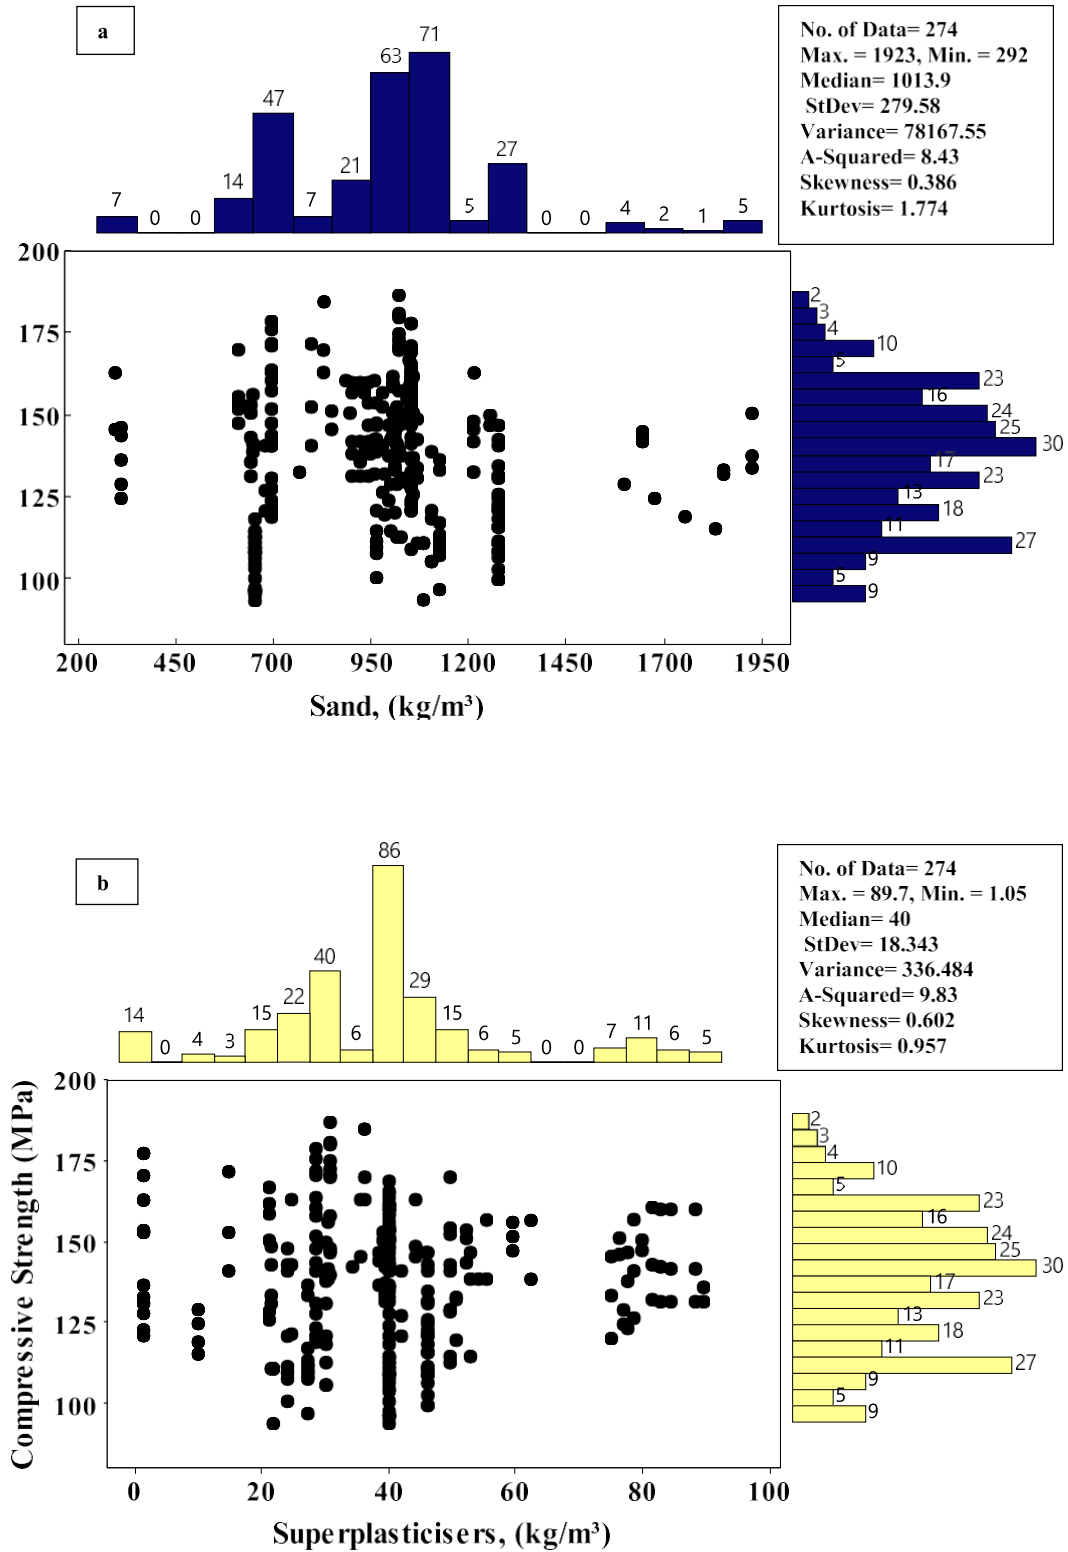 a
7 0 0 14 47 7 21 63 71 5 27 0 0 4 2 1 5
No. of Data= 274
Max. = 1923, Min. = 292
Median= 1013.9
StDev= 279.58
Variance= 78167.55
A-Squared= 8.43
Skewness= 0.386
Kurtosis= 1.774
200
175
150
125
100
2
3
4
10
5
23
16
24
25
30
17
23
13
18
11
27
9
5
9
200 450 700 950 1200 1450 1700 1950
Sand, (kg/m³)
b
14 0 4 3 15 22 40 6 86 29 15 6 5 0 0 7 11 6 5
No. of Data= 274
Max. = 89.7, Min. = 1.05
Median= 40
StDev= 18.343
Variance= 336.484
A-Squared= 9.83
Skewness= 0.602
Kurtosis= 0.957
Compressive Strength (MPa)
200
175
150
125
100
2
3
4
10
5
23
16
24
25
30
17
23
13
18
11
27
9
5
9
0 20 40 60 80 100
Superplasticisers, (kg/m³)